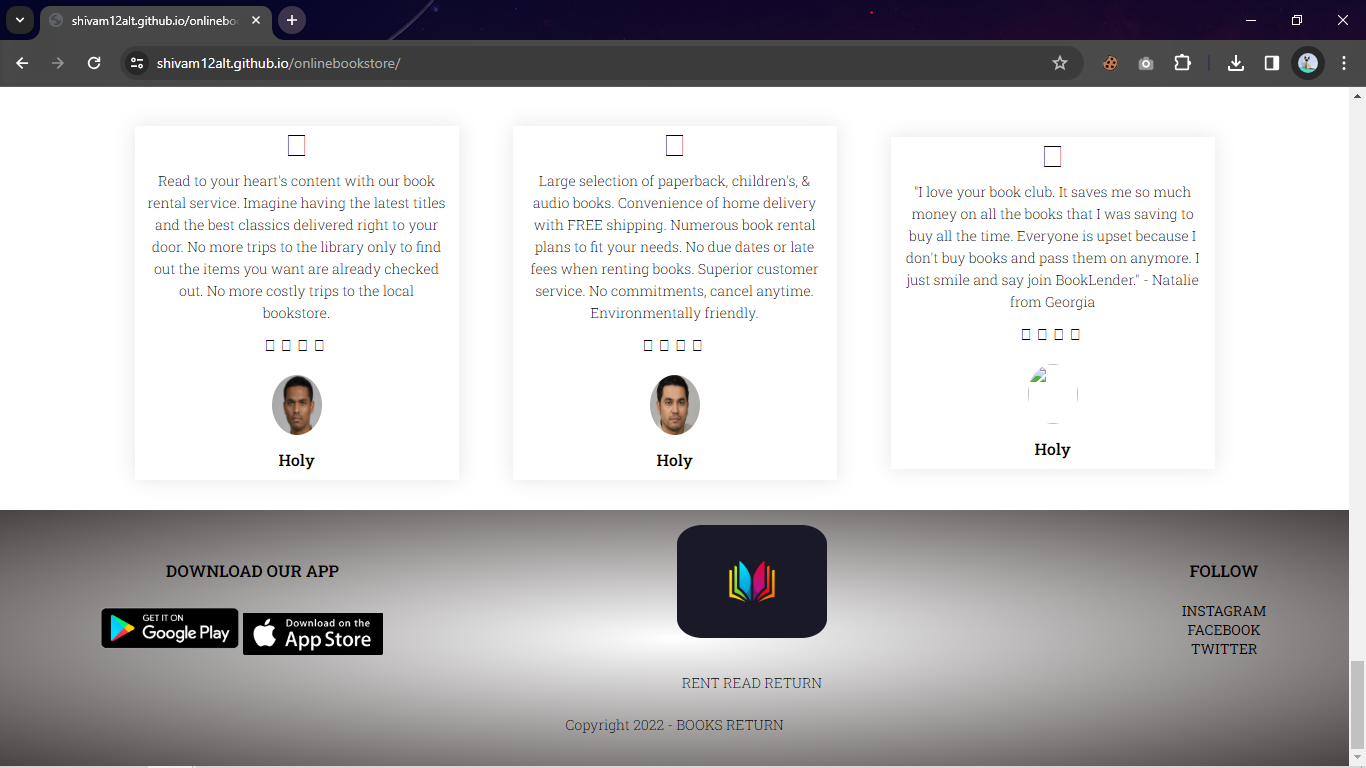 shivam12alt.github.io/onlinebo
shivam12alt.github.io/onlinebookstore/
Read to your heart's content with our book
rental service. Imagine having the latest titles
and the best classics delivered right to your
door. No more trips to the library only to find
out the items you want are already checked
out. No more costly trips to the local
bookstore.
Holy
Large selection of paperback, children's, &
audio books. Convenience of home delivery
with FREE shipping. Numerous book rental
plans to fit your needs. No due dates or late
fees when renting books. Superior customer
service. No commitments, cancel anytime.
Environmentally friendly.
Holy
"I love your book club. It saves me so much
money on all the books that I was saving to
buy all the time. Everyone is upset because I
don't buy books and pass them on anymore. I
just smile and say join BookLender." - Natalie
from Georgia
Holy
DOWNLOAD OUR APP
GET IT ON
Google Play
Download on the
App Store
RENT READ RETURN
FOLLOW
INSTAGRAM
FACEBOOK
TWITTER
Copyright 2022 - BOOKS RETURN